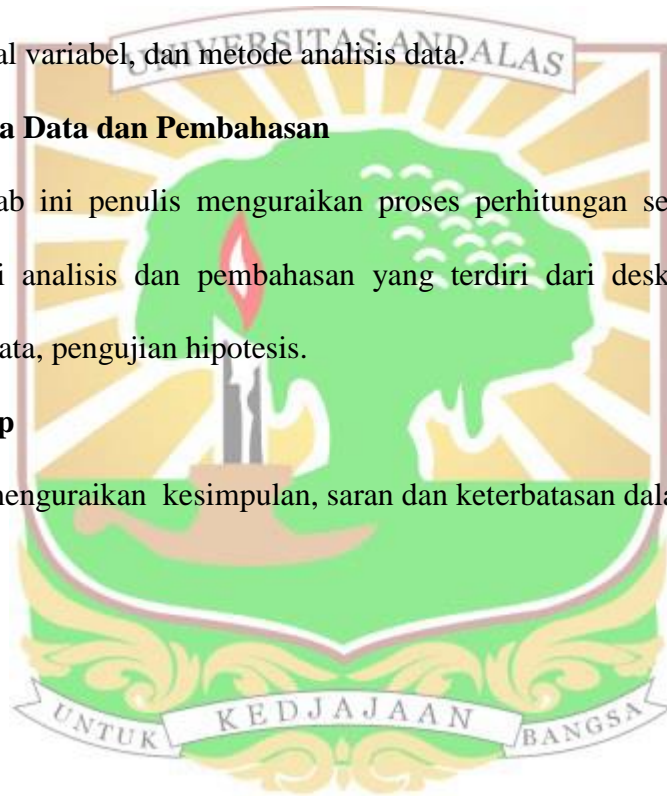 UNIVERSITAS ANDALAS
al variabel, dan metode analisis data.
a Data dan Pembahasan
ab ini penulis menguraikan proses perhitungan se
i analisis dan pembahasan yang terdiri dari desk
ata, pengujian hipotesis.
p
nenguraikan kesimpulan, saran dan keterbatasan dala
UNTUK KEDJAJAAN BANGSA